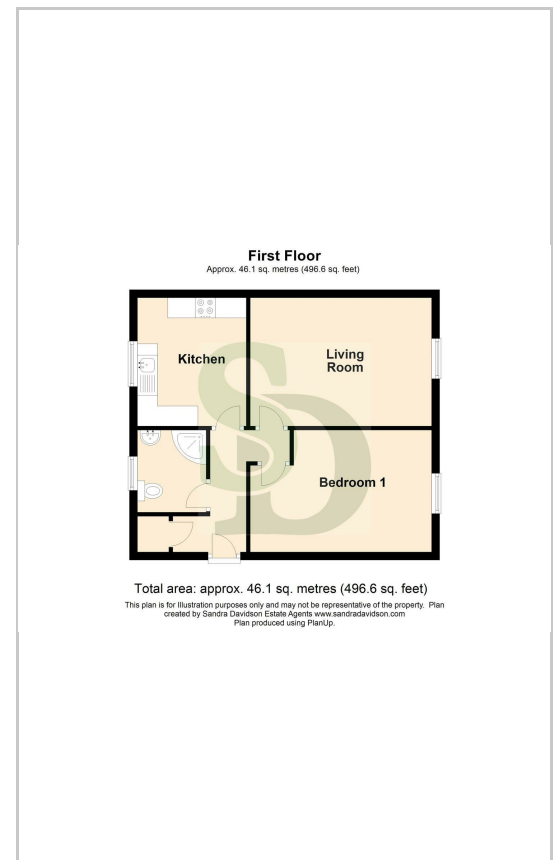 First Floor
Approx. 46.1 sq. metres (496.6 sq. feet)
Kitchen
Living
Room
SD
Bedroom 1
Total area: approx. 46.1 sq. metres (496.6 sq. feet)
This plan is for Illustration purposes only and may not be representative of the property. Plan
created by Sandra Davidson Estate Agents www.sandradavidson.com
Plan produced using PlanUp.